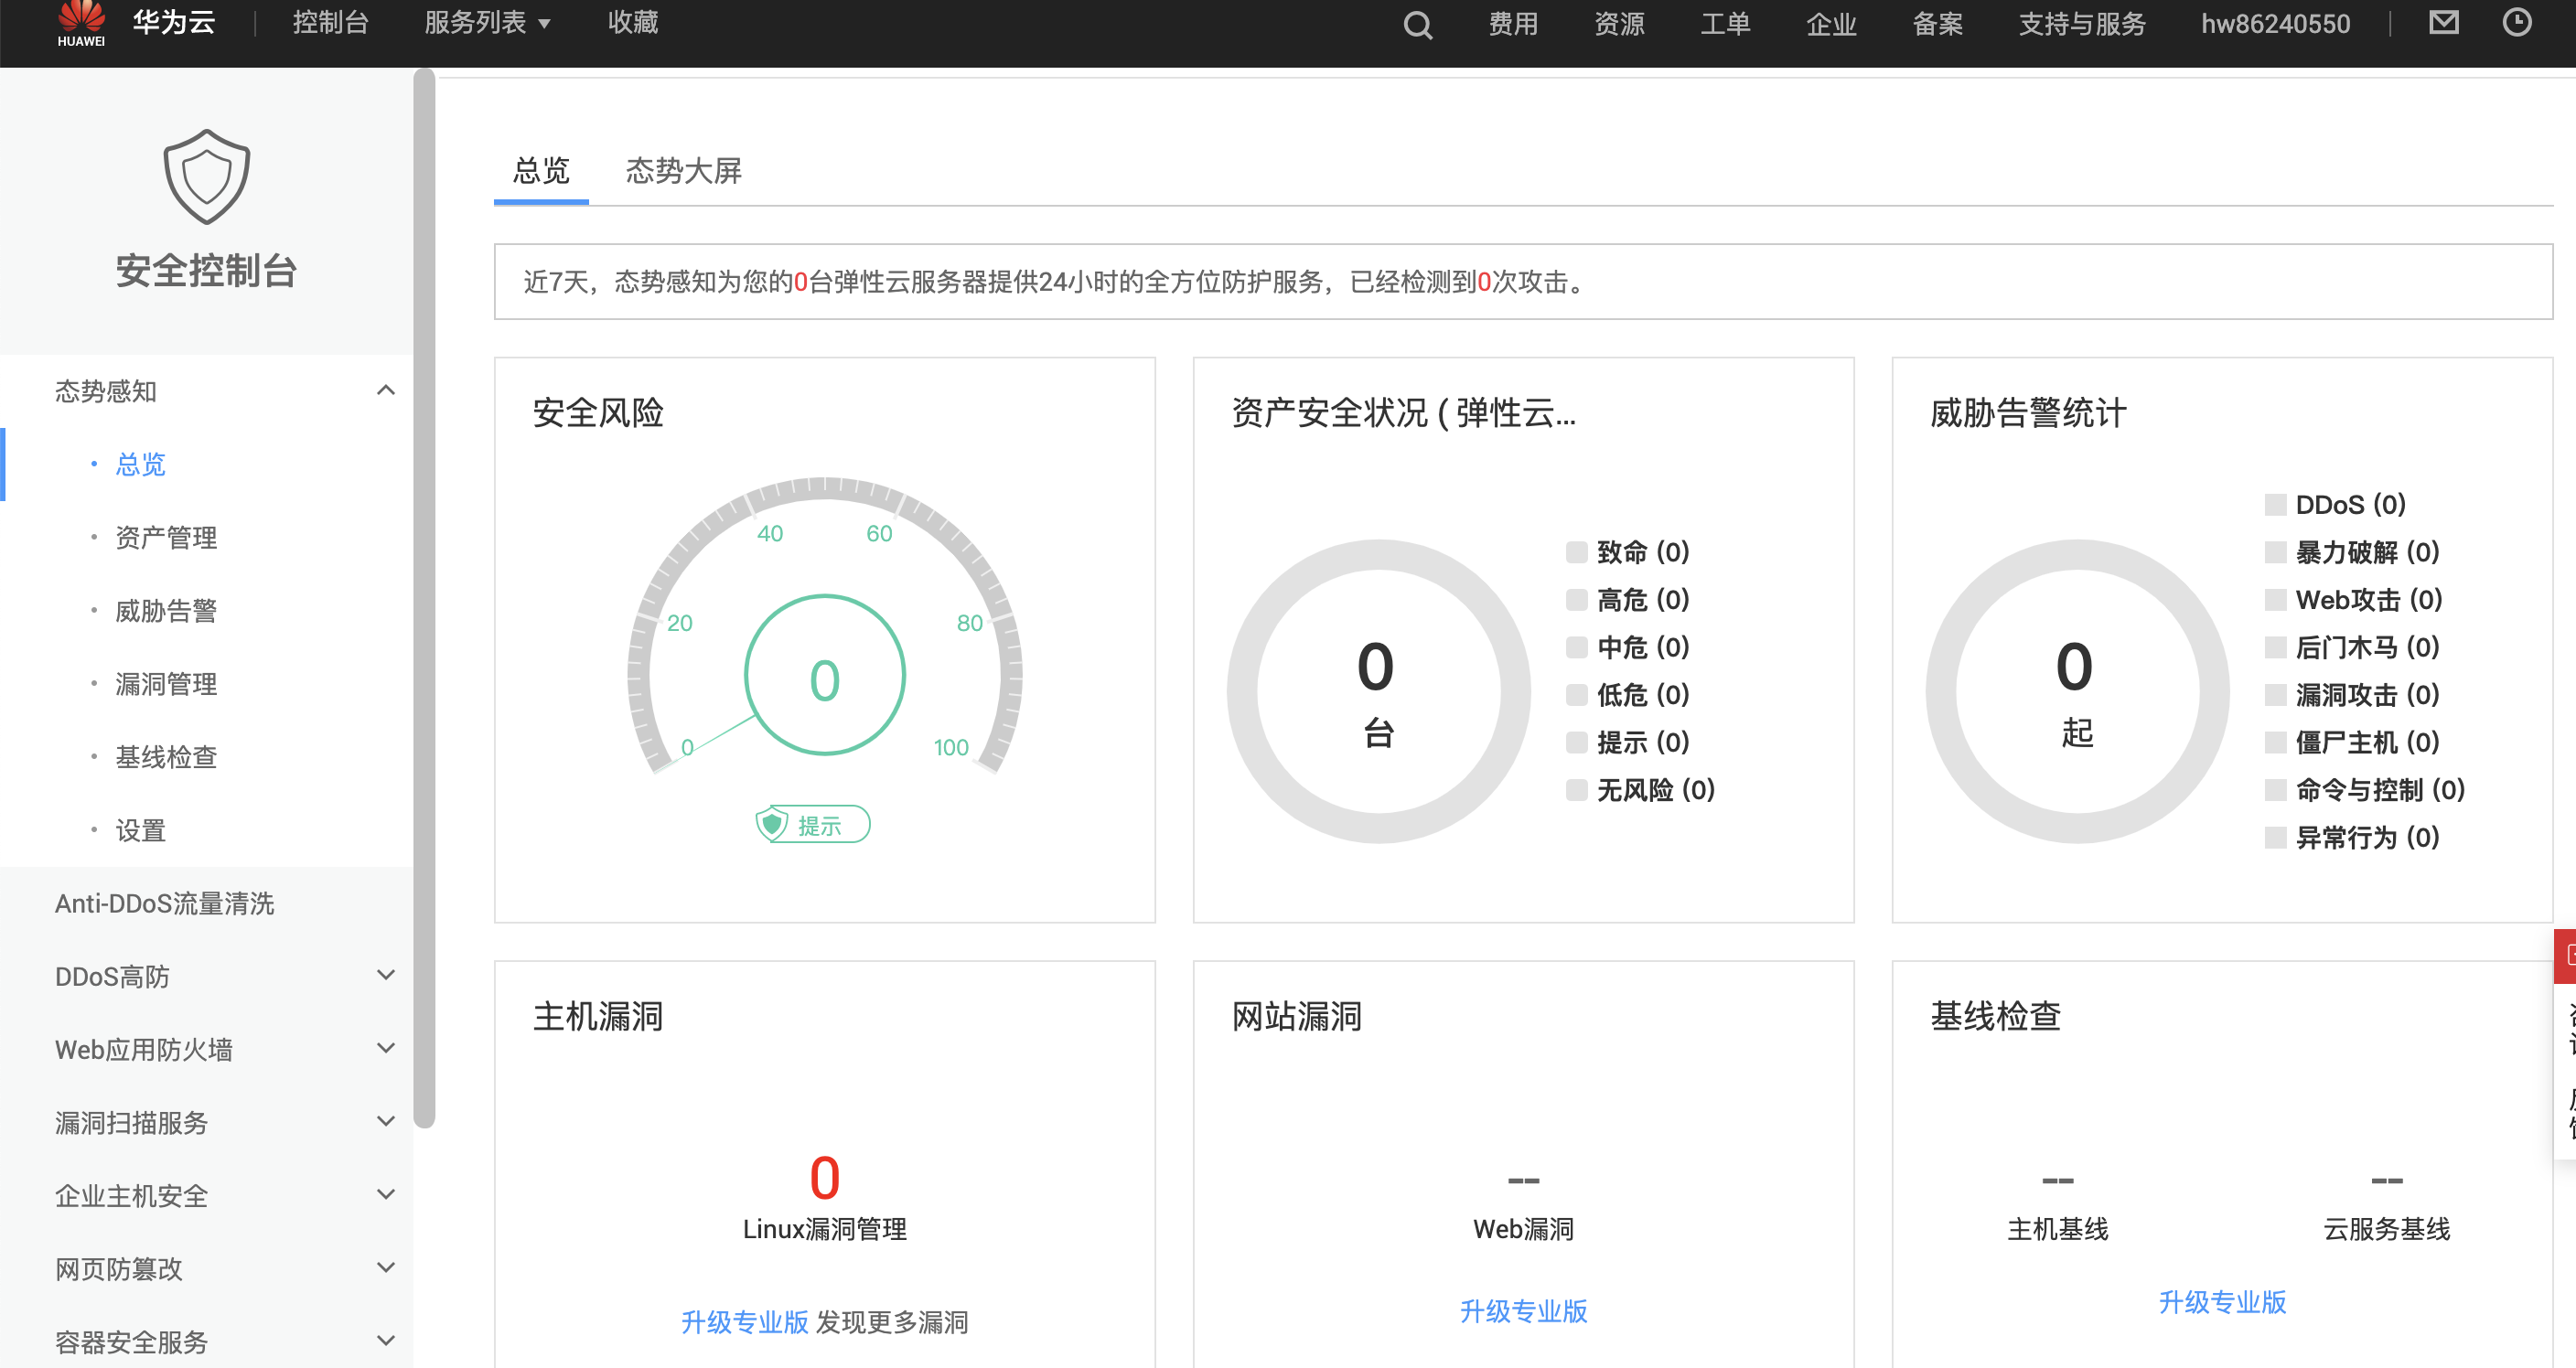 HUAWEI 华为云 控制台 服务列表 收藏 费用 资源 工单 企业 备案 支持与服务 hw86240550
安全控制台
态势感知
总览
资产管理
威胁告警
漏洞管理
基线检查
设置
Anti-DDoS流量清洗
DDoS高防
Web应用防火墙
漏洞扫描服务
企业主机安全
网页防篡改
容器安全服务
总览 态势大屏
近7天，态势感知为您的0台弹性云服务器提供24小时的全方位防护服务，已经检测到0次攻击。
安全风险
40 60
20 80
0
0 100
提示
资产安全状况 ( 弹性云...
0
台
致命 (0)
高危 (0)
中危 (0)
低危 (0)
提示 (0)
无风险 (0)
威胁告警统计
0
起
DDoS (0)
暴力破解 (0)
Web攻击 (0)
后门木马 (0)
漏洞攻击 (0)
僵尸主机 (0)
命令与控制 (0)
异常行为 (0)
主机漏洞
0
Linux漏洞管理
升级专业版 发现更多漏洞
网站漏洞
--
Web漏洞
升级专业版
基线检查
-- --
主机基线 云服务基线
升级专业版